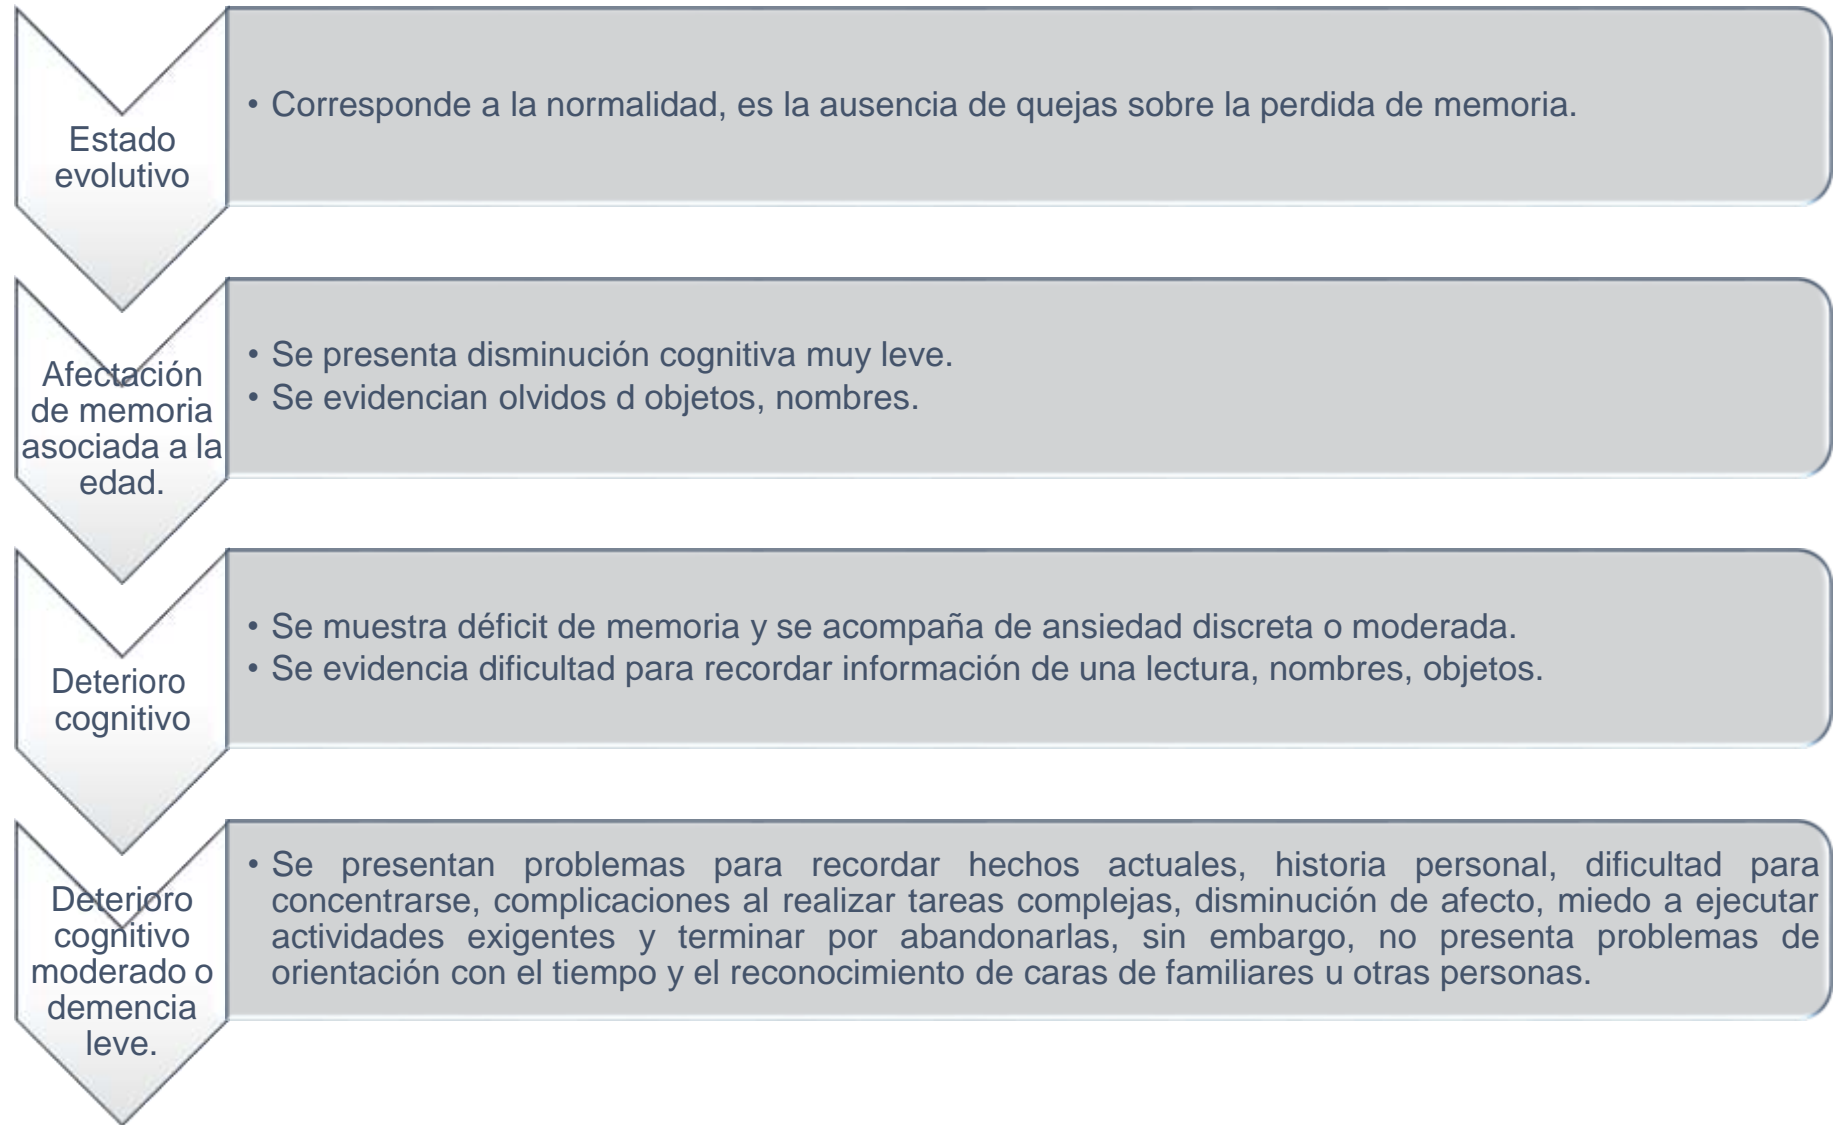 Estado
evolutivo
• Corresponde a la normalidad, es la ausencia de quejas sobre la perdida de memoria.
Afectación
de memoria
asociada a la
edad.
• Se presenta disminución cognitiva muy leve.
• Se evidencian olvidos d objetos, nombres.
Deterioro
cognitivo
• Se muestra déficit de memoria y se acompaña de ansiedad discreta o moderada.
• Se evidencia dificultad para recordar información de una lectura, nombres, objetos.
Deterioro
cognitivo
moderado o
demencia
leve.
• Se presentan problemas para recordar hechos actuales, historia personal, dificultad para
concentrarse, complicaciones al realizar tareas complejas, disminución de afecto, miedo a ejecutar
actividades exigentes y terminar por abandonarlas, sin embargo, no presenta problemas de
orientación con el tiempo y el reconocimiento de caras de familiares u otras personas.